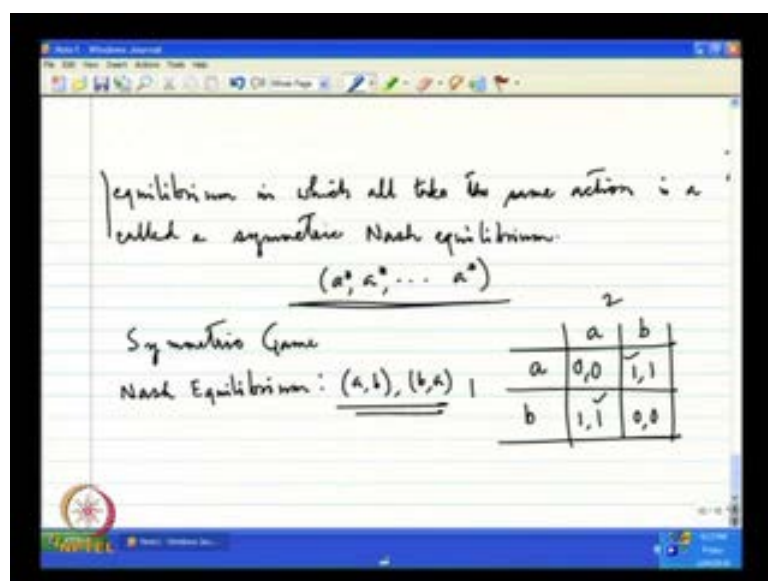 equilibrium in which all take the same action is a
called a symmetric Nash equilibrium.
(a*, a*, ... a*)
Symmetric Game
Nash Equilibrium: (a,b), (b,a)
1
2
a b
a 0,0 1,1
b 1,1 0,0
NPTEL